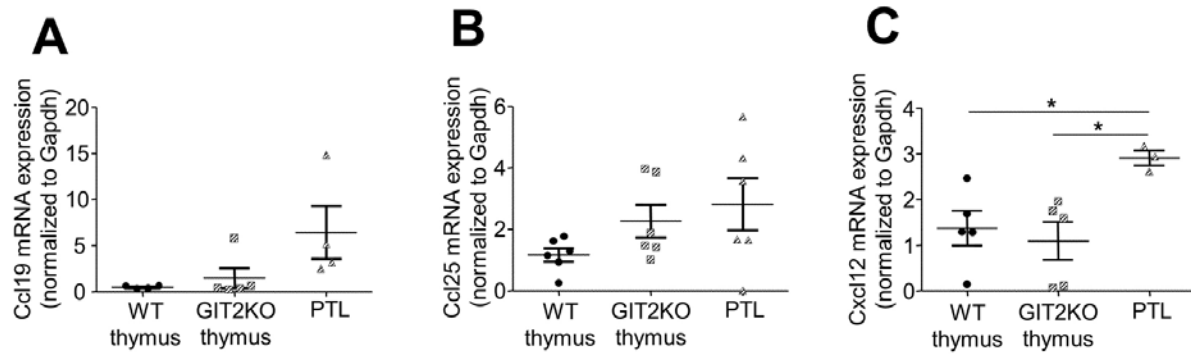 A
Ccl19 mRNA expression
(normalized to Gapdh)
20
15
10
5
0
WT
thymus
GIT2KO
thymus
PTL
B
Ccl25 mRNA expression
(normalized to Gapdh)
6
4
2
0
WT
thymus
GIT2KO
thymus
PTL
C
Cxcl12 mRNA expression
(normalized to Gapdh)
4
3
2
1
0
*
*
WT
thymus
GIT2KO
thymus
PTL